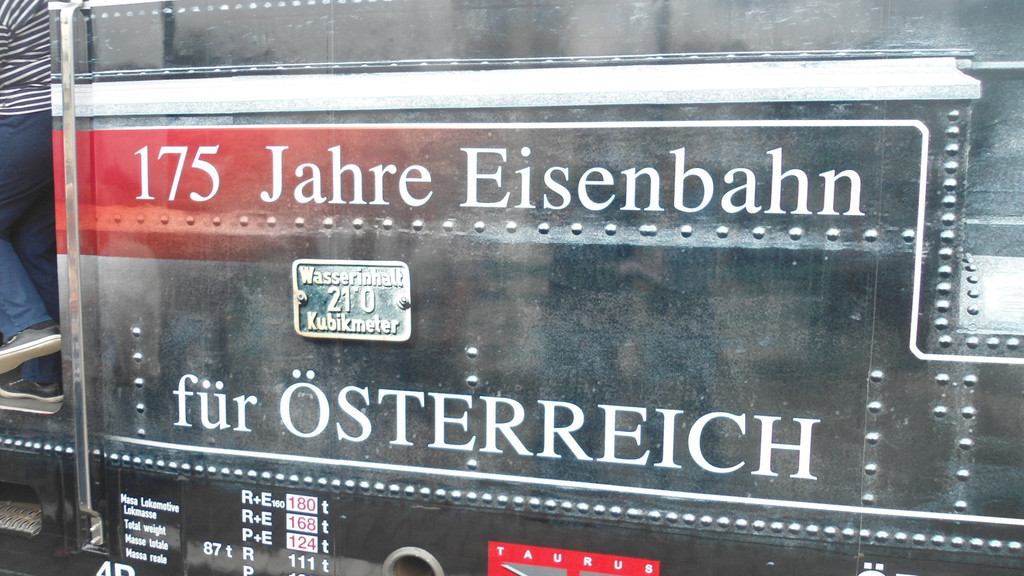 175 Jahre Eisenbahn
Wasserinhalt
21 0
Kubikmeter
für ÖSTERREICH
Masa Lokomotive
Lokmasse
Total weight
Masse totale
Massa reale
87 t
R+E160 180 t
R+E 168 t
P+E 124 t
R 111 t
P
TAURUS